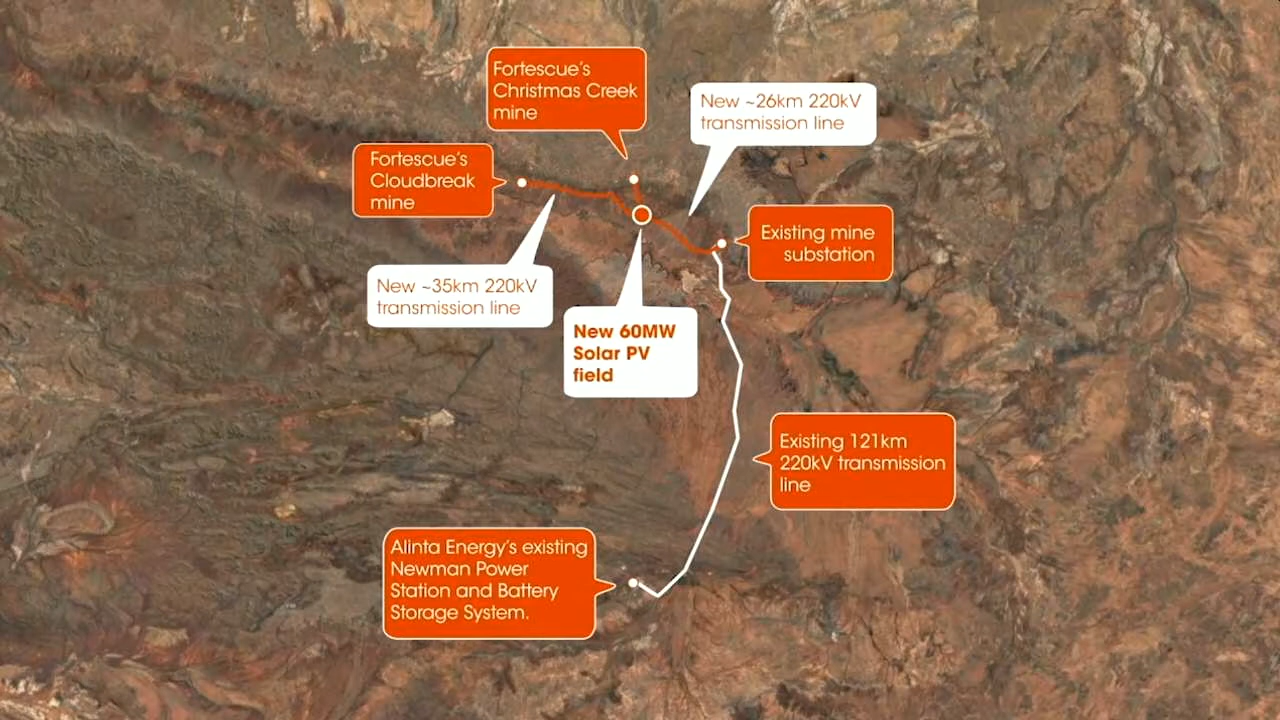 Fortescue's
Christmas Creek
mine
New ~26km 220kV
transmission line
Fortescue's
Cloudbreak
mine
Existing mine
substation
New ~35km 220kV
transmission line
New 60MW
Solar PV
field
Existing 121km
220kV transmission
line
Alinta Energy's existing
Newman Power
Station and Battery
Storage System.